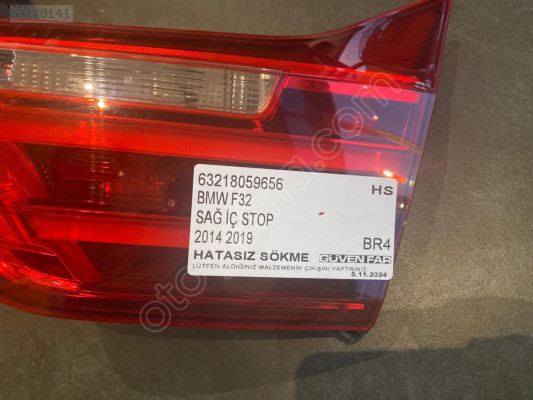 63218059656 HS
BMW F32
SAĞ İÇ STOP
2014 2019 BR4
HATASIZ SÖKME GÜVEN FAR
LÜTFEN ALDIĞINIZ MALZEMENİN ÇIKIŞINI YAPTIRINIZ
5.11.2024